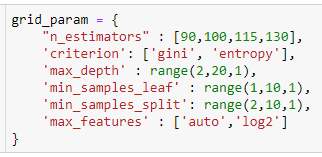 grid_param = {
    "n_estimators" : [90,100,115,130],
    'criterion': ['gini', 'entropy'],
    'max_depth' : range(2,20,1),
    'min_samples_leaf' : range(1,10,1),
    'min_samples_split': range(2,10,1),
    'max_features' : ['auto','log2']
}